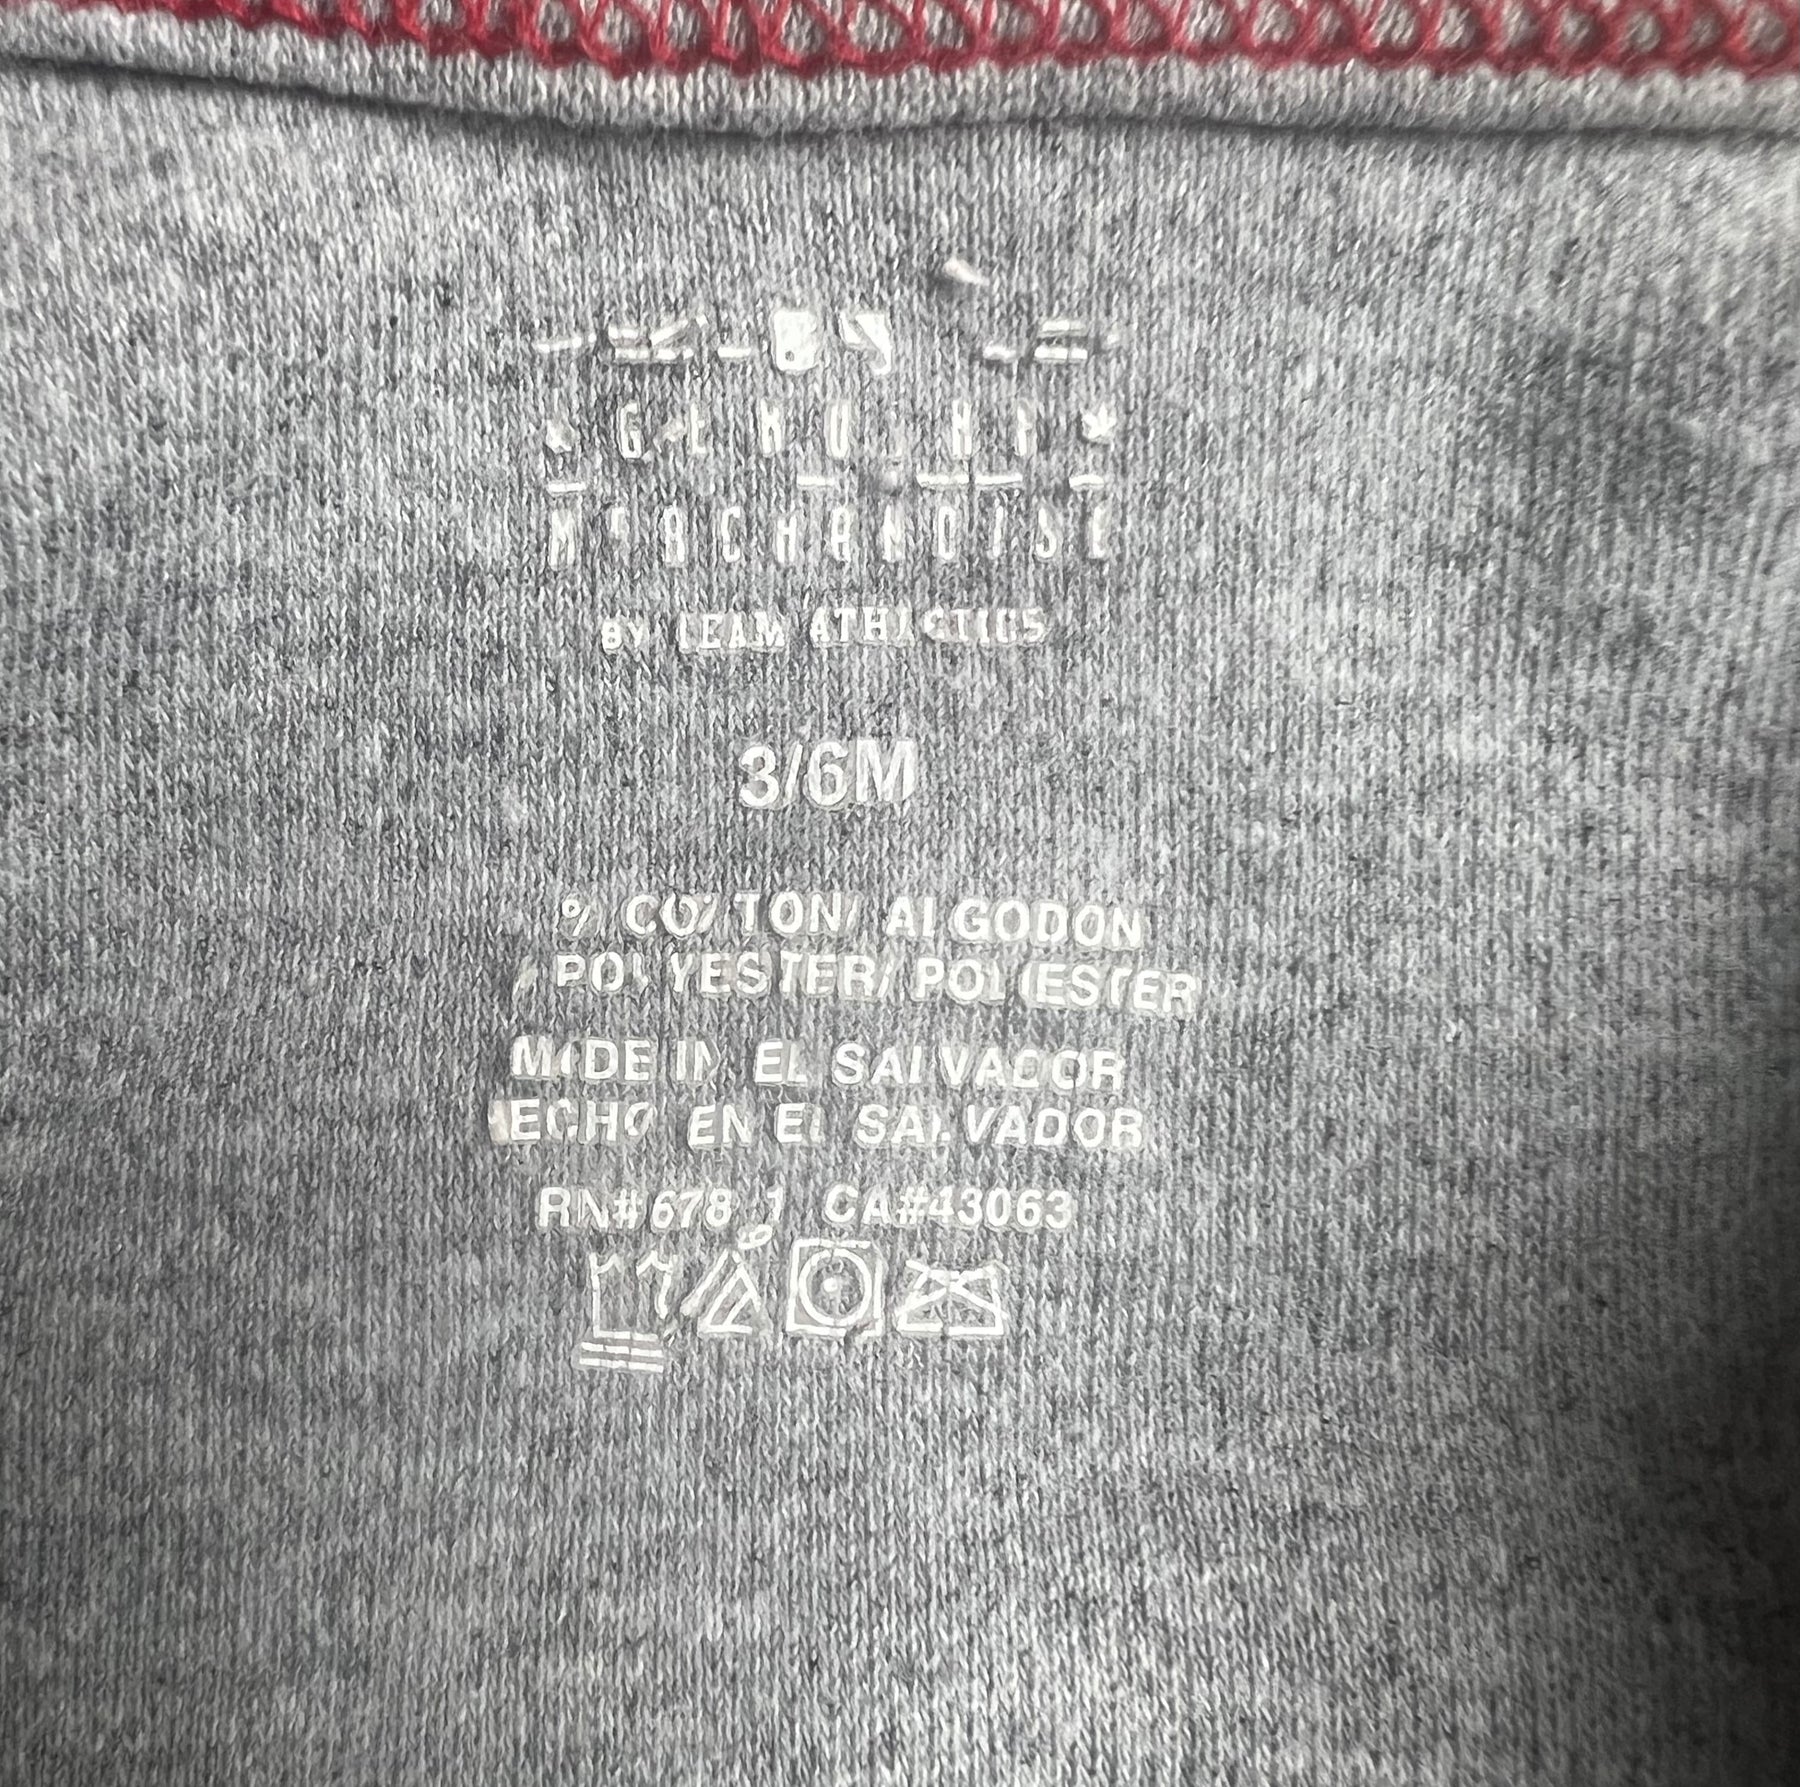 MERCHANDISE
BY TEAM ATHLETICS
3/6M
% COTTON/ ALGODON
POLYESTER/ POLIESTER
MADE IN EL SALVADOR
HECHO EN EL SALVADOR
RN# CA#43063